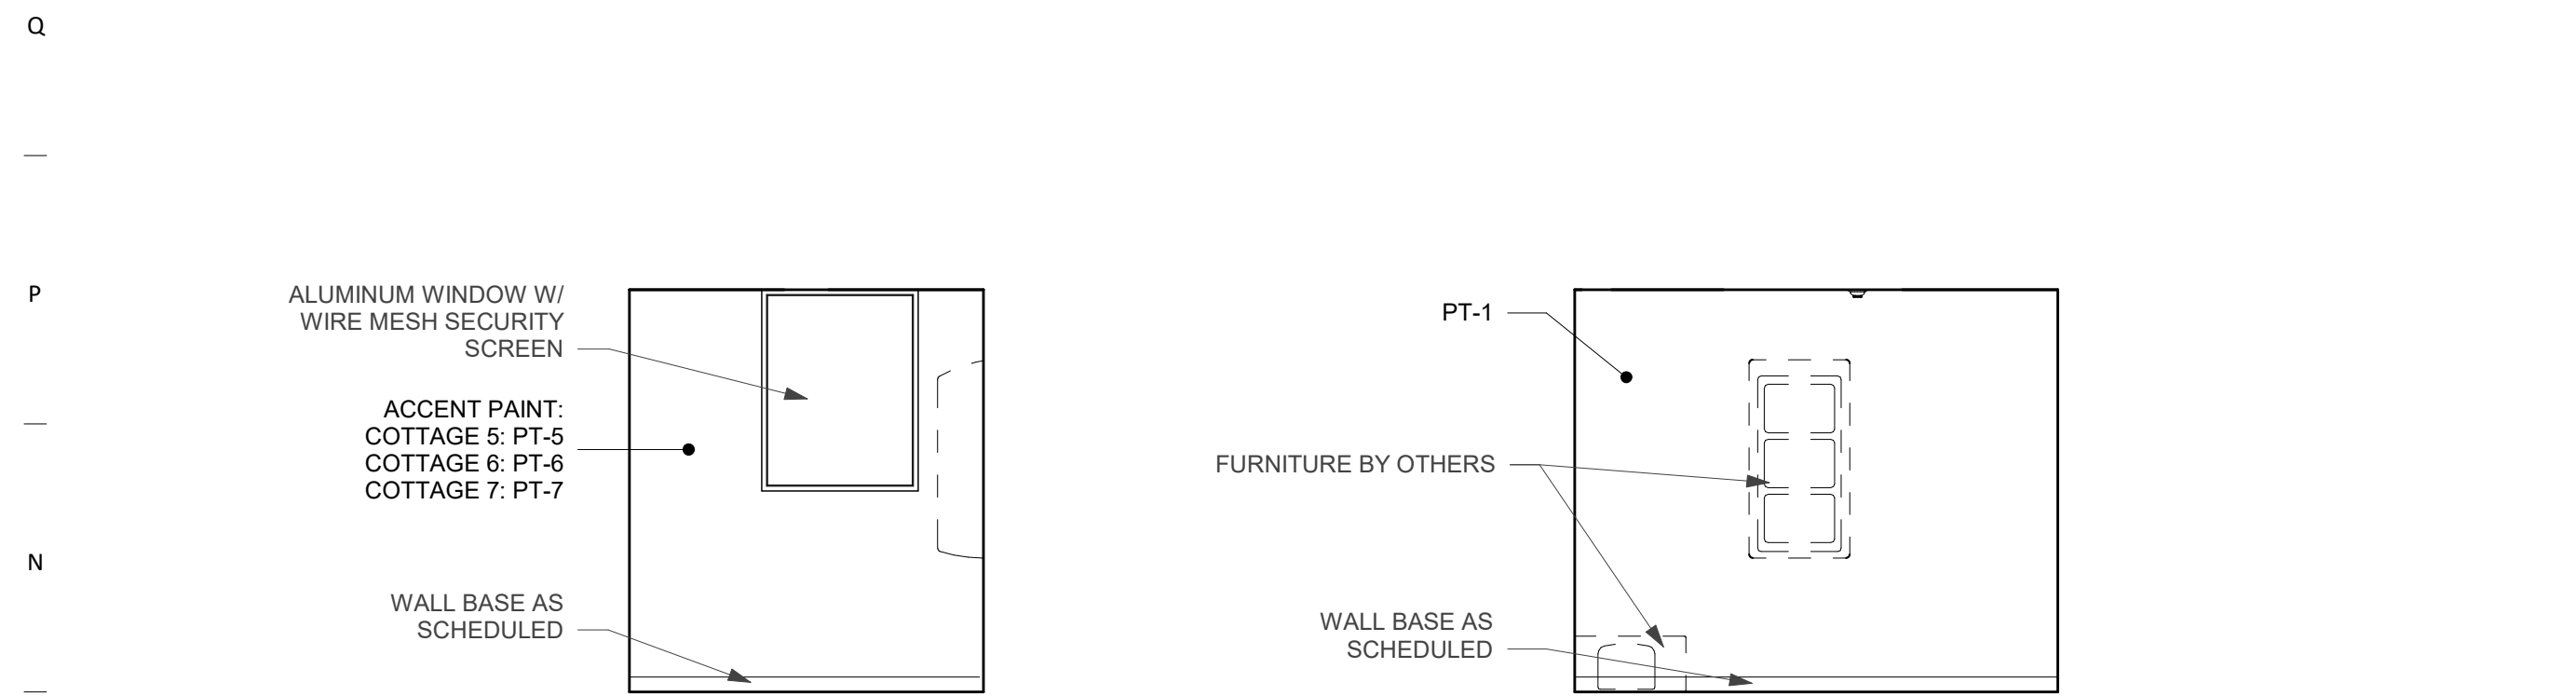 Q
P
N
ALUMINUM WINDOW W/
WIRE MESH SECURITY
SCREEN
ACCENT PAINT:
COTTAGE 5: PT-5
COTTAGE 6: PT-6
COTTAGE 7: PT-7
WALL BASE AS
SCHEDULED
PT-1
FURNITURE BY OTHERS
WALL BASE AS
SCHEDULED